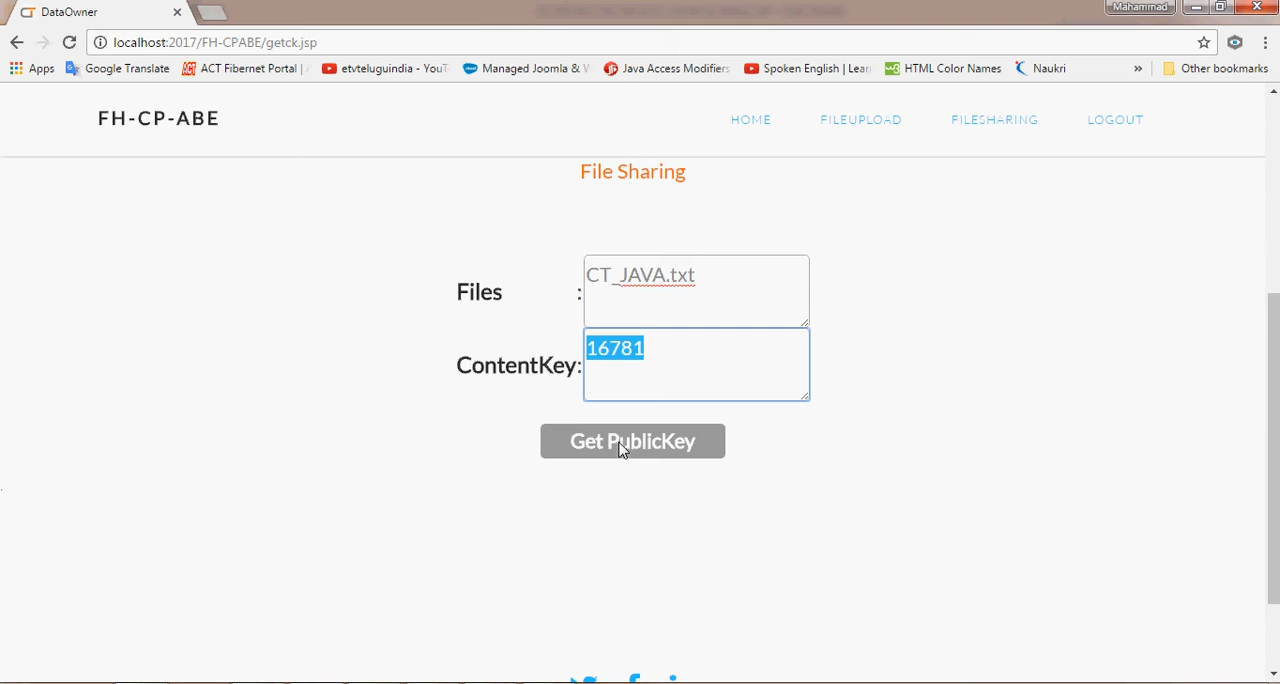 DataOwner
Mahammad
localhost:2017/FH-CPABE/getck.jsp
Apps Google Translate ACT Fibernet Portal | etvteluguindia - YouT Managed Joomla & W Java Access Modifiers Spoken English | Lear HTML Color Names Naukri » Other bookmarks
FH-CP-ABE HOME FILEUPLOAD FILESHARING LOGOUT
File Sharing
Files : CT_JAVA.txt
ContentKey: 16781
Get PublicKey